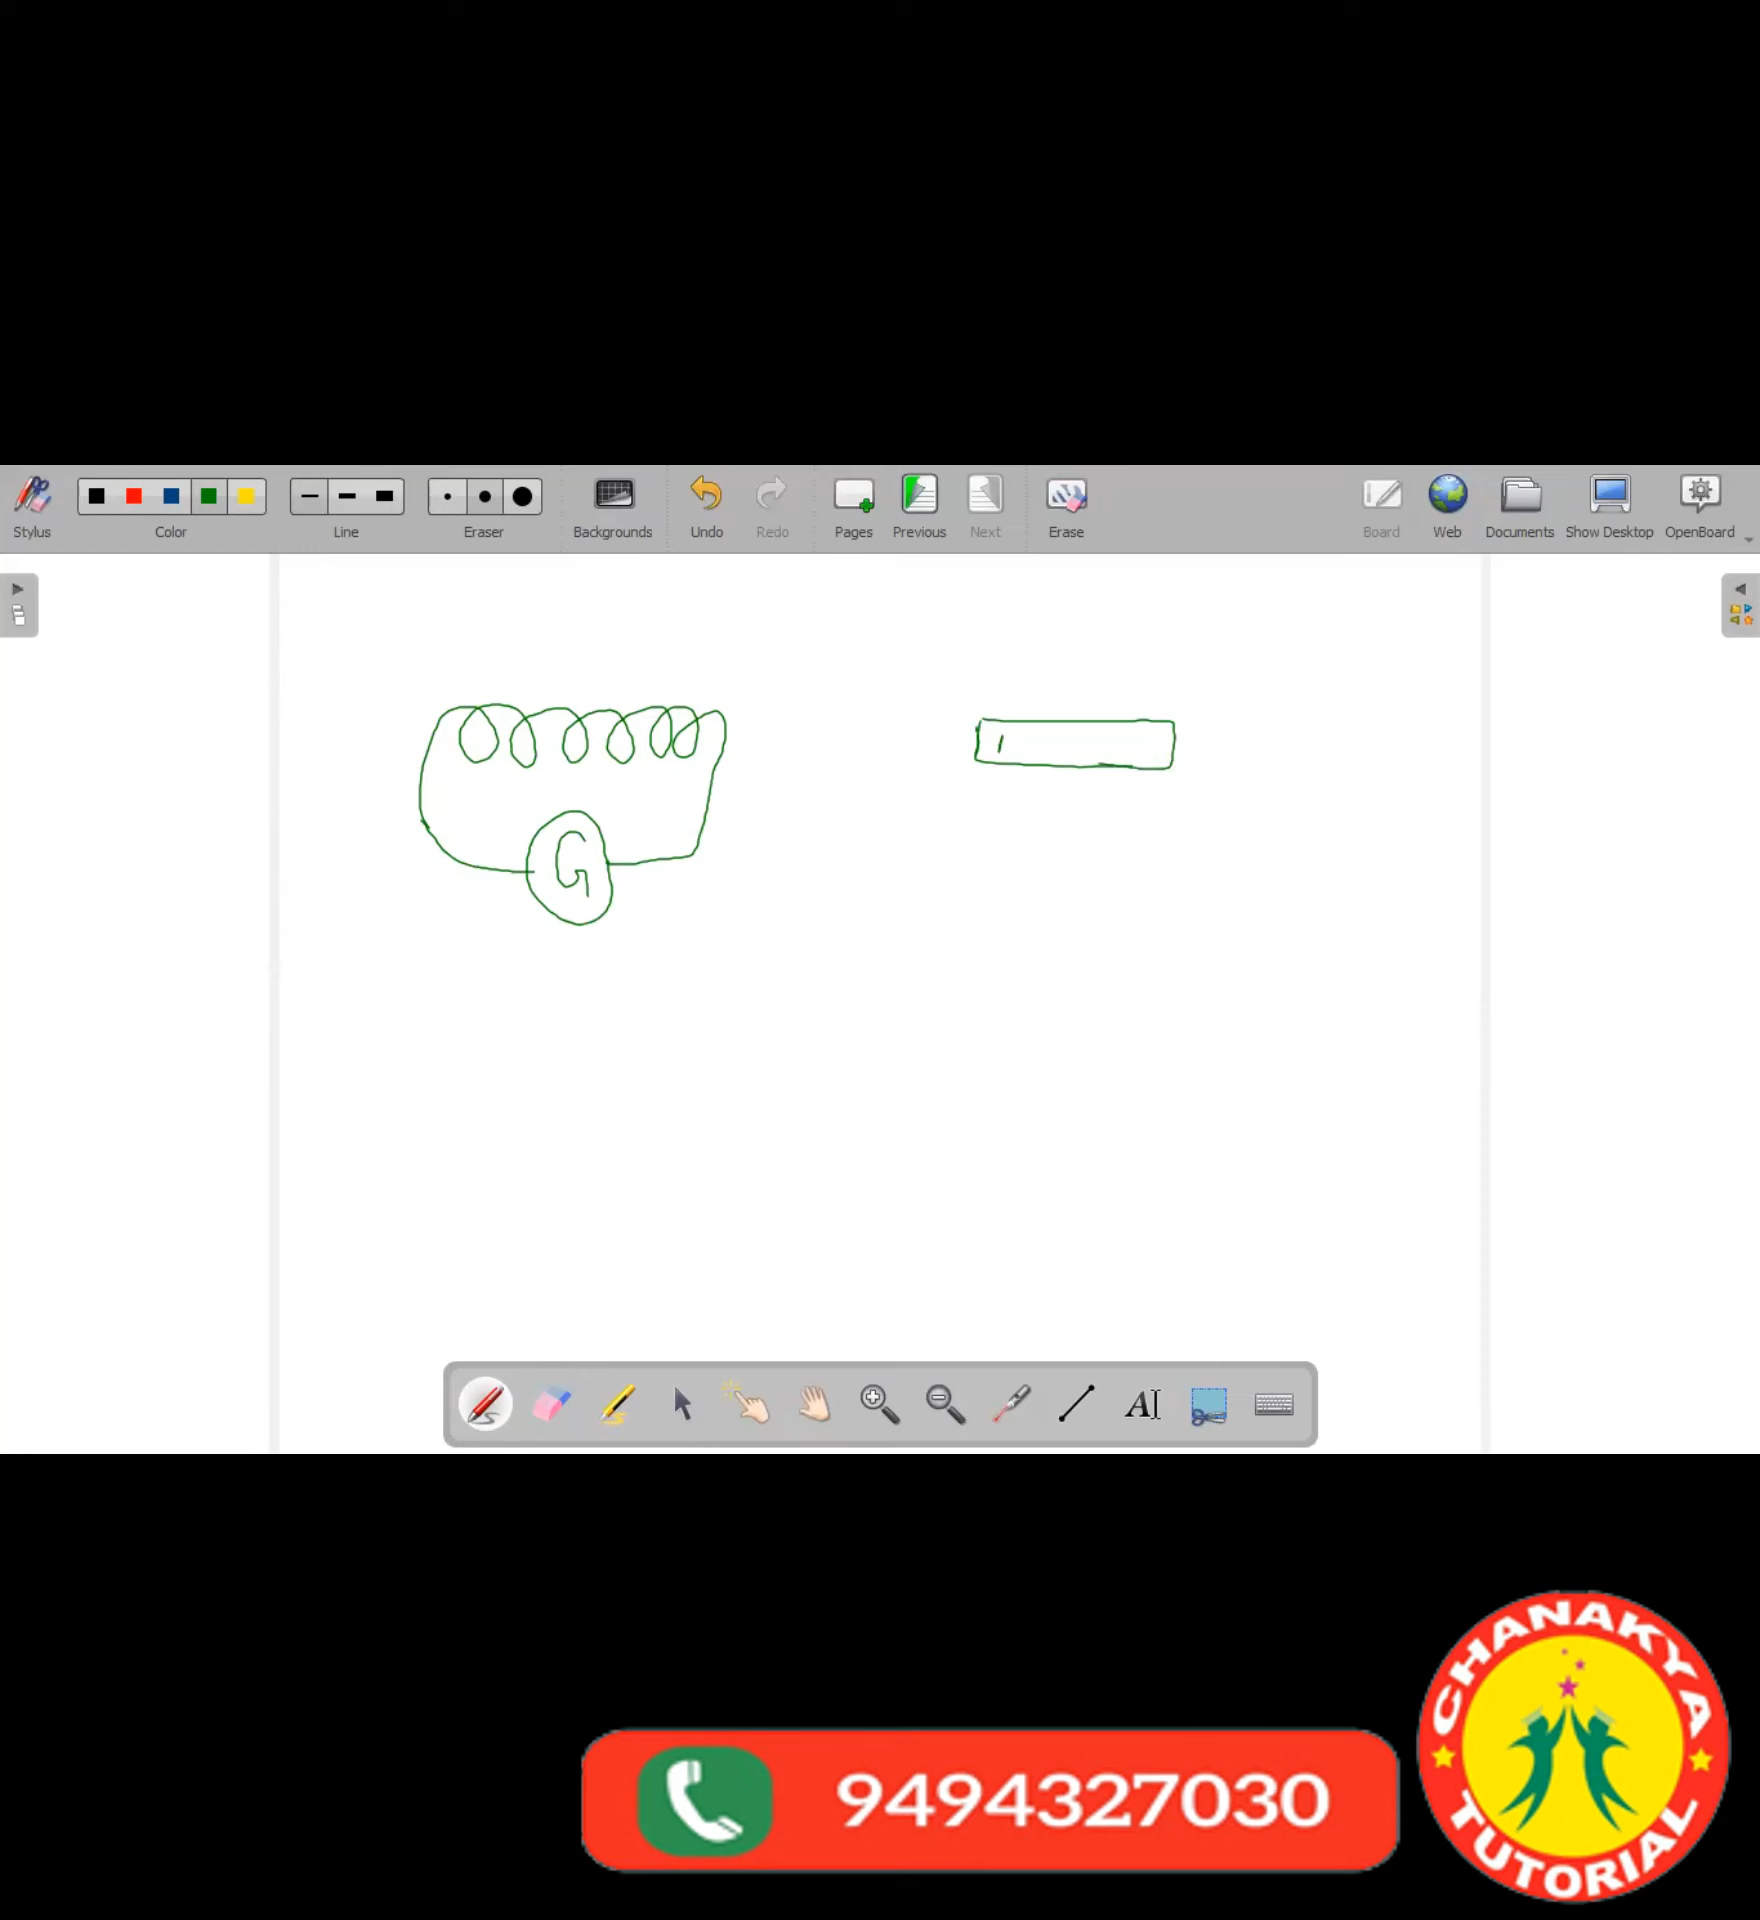 Stylus
Color
Line
Eraser
Backgrounds
Undo
Redo
Pages
Previous
Next
Erase
Board
Web
Documents
Show Desktop
OpenBoard
G
A
9494327030
CHANAKYA
TUTORIAL